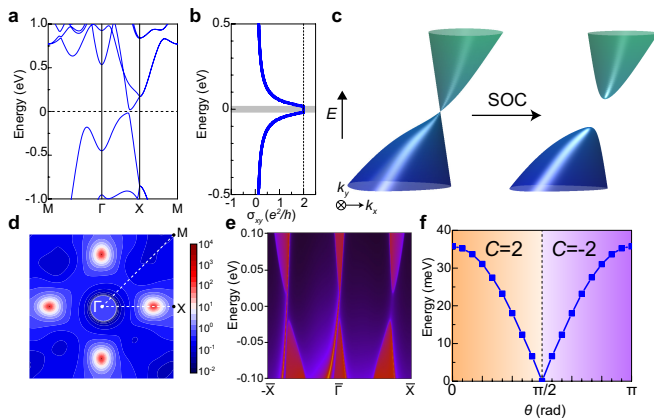 a
Energy (eV)
1.0
0.5
0
-0.5
-1.0
M Γ X M
b
Energy (eV)
0.5
0
-0.5
-1 0 1 2
σxy (e²/h)
c
E
SOC
ky
kx
d
M
Γ
X
10⁴
10³
10²
10¹
10⁰
10⁻¹
10⁻²
e
Energy (eV)
0.10
0.05
0.00
-0.05
-0.10
-X̅ Γ̅ X̅
f
Energy (meV)
40
30
20
10
0
C=2 C=-2
0 π/2 π
θ (rad)